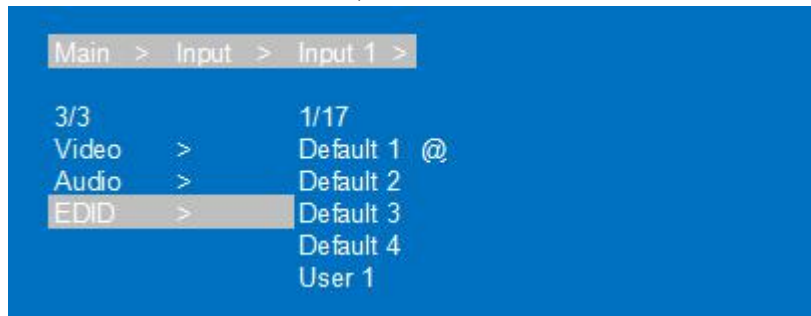 Main > Input > Input 1 >
3/3 1/17
Video > Default 1 @
Audio > Default 2
EDID > Default 3
Default 4
User 1